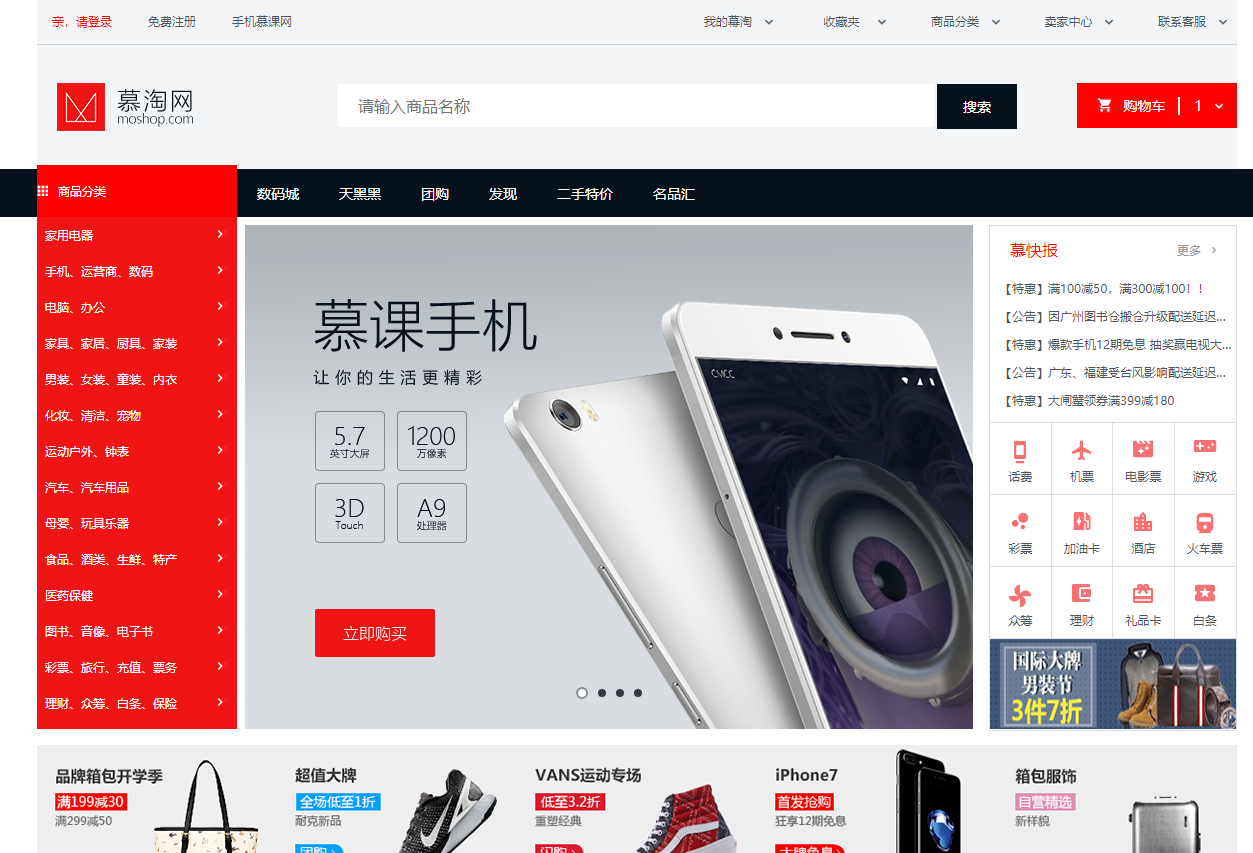 亲，请登录 免费注册 手机慕课网 我的慕淘 收藏夹 商品分类 卖家中心 联系客服
慕淘网
moshop.com
请输入商品名称
搜索
购物车 1
商品分类
数码城 天黑黑 团购 发现 二手特价 名品汇
家用电器
手机、运营商、数码
电脑、办公
家具、家居、厨具、家装
男装、女装、童装、内衣
化妆、清洁、宠物
运动户外、钟表
汽车、汽车用品
母婴、玩具乐器
食品、酒类、生鲜、特产
医药保健
图书、音像、电子书
彩票、旅行、充值、票务
理财、众筹、白条、保险
慕课手机
让你的生活更精彩
5.7
英寸大屏
1200
万像素
3D
Touch
A9
处理器
立即购买
CMCC
慕快报 更多
【特惠】满100减50，满300减100！！
【公告】因广州图书仓搬仓升级配送延迟...
【特惠】爆款手机12期免息 抽奖赢电视大...
【公告】广东、福建受台风影响配送延迟...
【特惠】大闸蟹领券满399减180
话费 机票 电影票 游戏
彩票 加油卡 酒店 火车票
众筹 理财 礼品卡 白条
国际大牌
男装节
3件7折
品牌箱包开学季
满199减30
满299减50
超值大牌
全场低至1折
耐克新品
团购
VANS运动专场
低至3.2折
重塑经典
闪购
iPhone7
首发抢购
狂享12期免息
大牌免息
箱包服饰
自营精选
新样貌